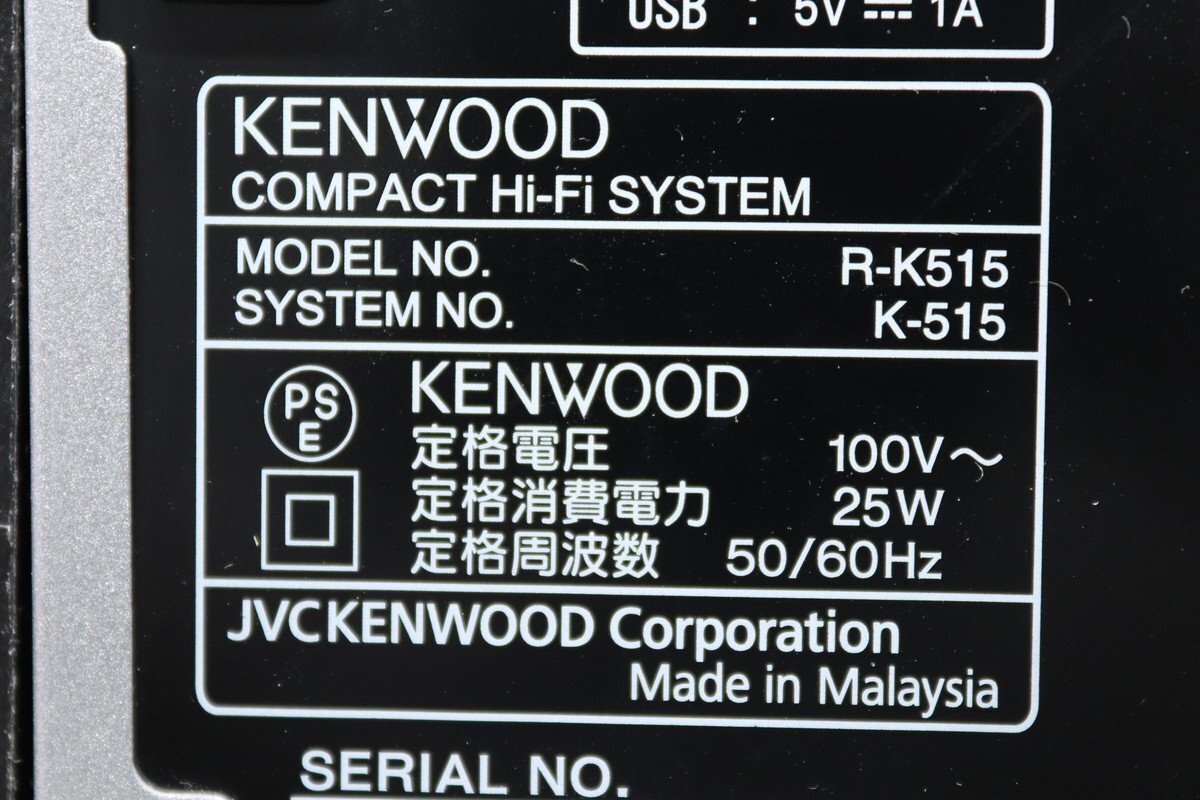 USB : 5V ⎓ 1A
KENWOOD
COMPACT Hi-Fi SYSTEM
MODEL NO. R-K515
SYSTEM NO. K-515
PS
E
KENWOOD
定格電圧 100V～
定格消費電力 25W
定格周波数 50/60Hz
JVCKENWOOD Corporation
Made in Malaysia
SERIAL NO.